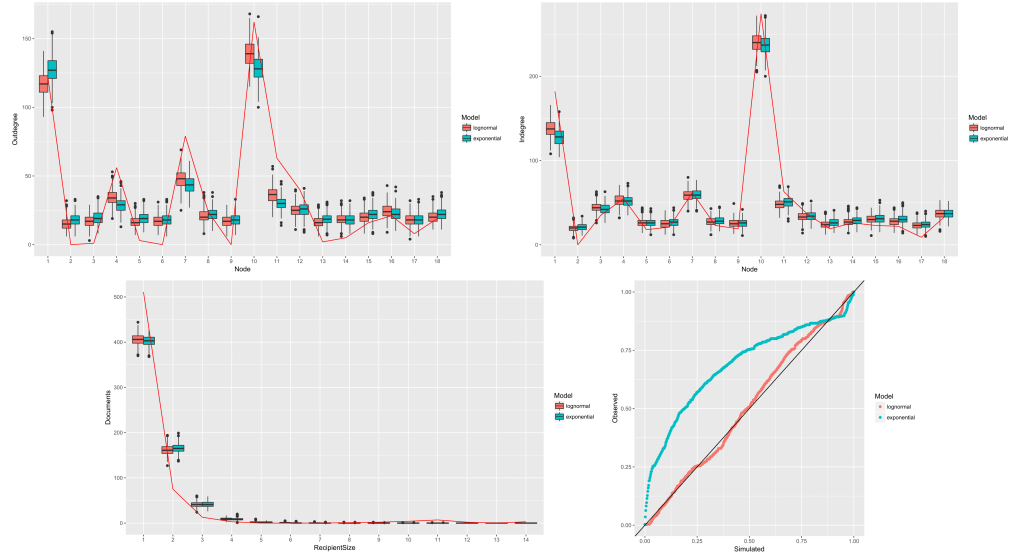 Outdegree
150
100
50
0
1 2 3 4 5 6 7 8 9 10 11 12 13 14 15 16 17 18
Node
Model
lognormal
exponential
Indegree
200
100
0
1 2 3 4 5 6 7 8 9 10 11 12 13 14 15 16 17 18
Node
Model
lognormal
exponential
Documents
500
400
300
200
100
0
1 2 3 4 5 6 7 8 9 10 11 12 13 14
RecipientSize
Model
lognormal
exponential
Observed
1.00
0.75
0.50
0.25
0.00
0.00 0.25 0.50 0.75 1.00
Simulated
Model
lognormal
exponential